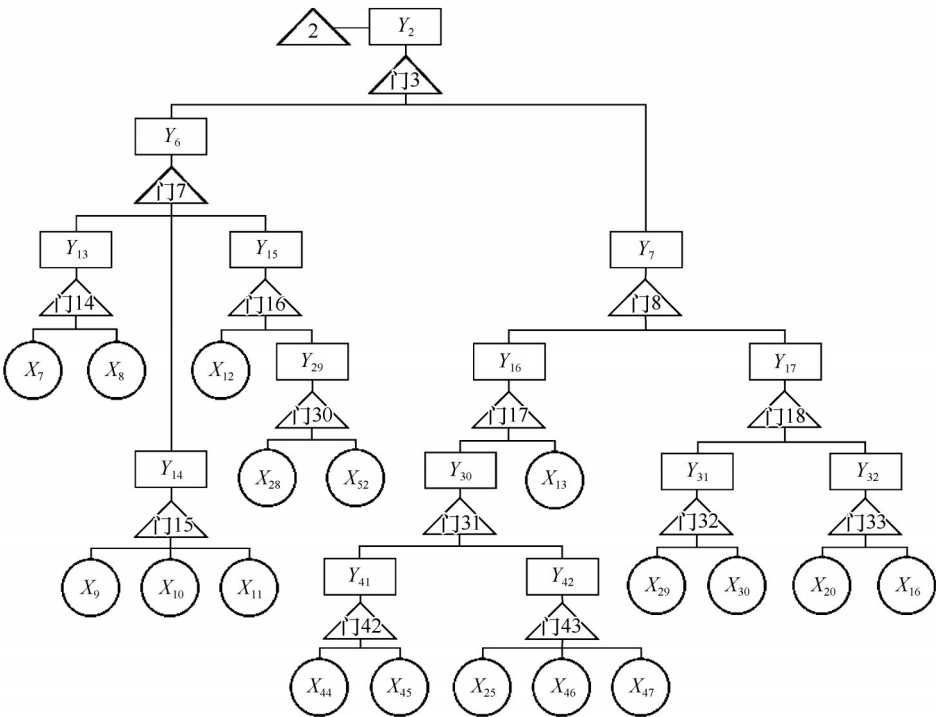 2 Y₂
门3
Y₆
门7
Y₁₃ Y₁₅ Y₇
门14 门16 门8
X₇ X₈ X₁₂ Y₂₉ Y₁₆ Y₁₇
门30 门17 门18
Y₁₄ X₂₈ X₅₂ Y₃₀ X₁₃ Y₃₁ Y₃₂
门15 门31 门32 门33
X₉ X₁₀ X₁₁ Y₄₁ Y₄₂ X₂₉ X₃₀ X₂₀ X₁₆
门42 门43
X₄₄ X₄₅ X₂₅ X₄₆ X₄₇